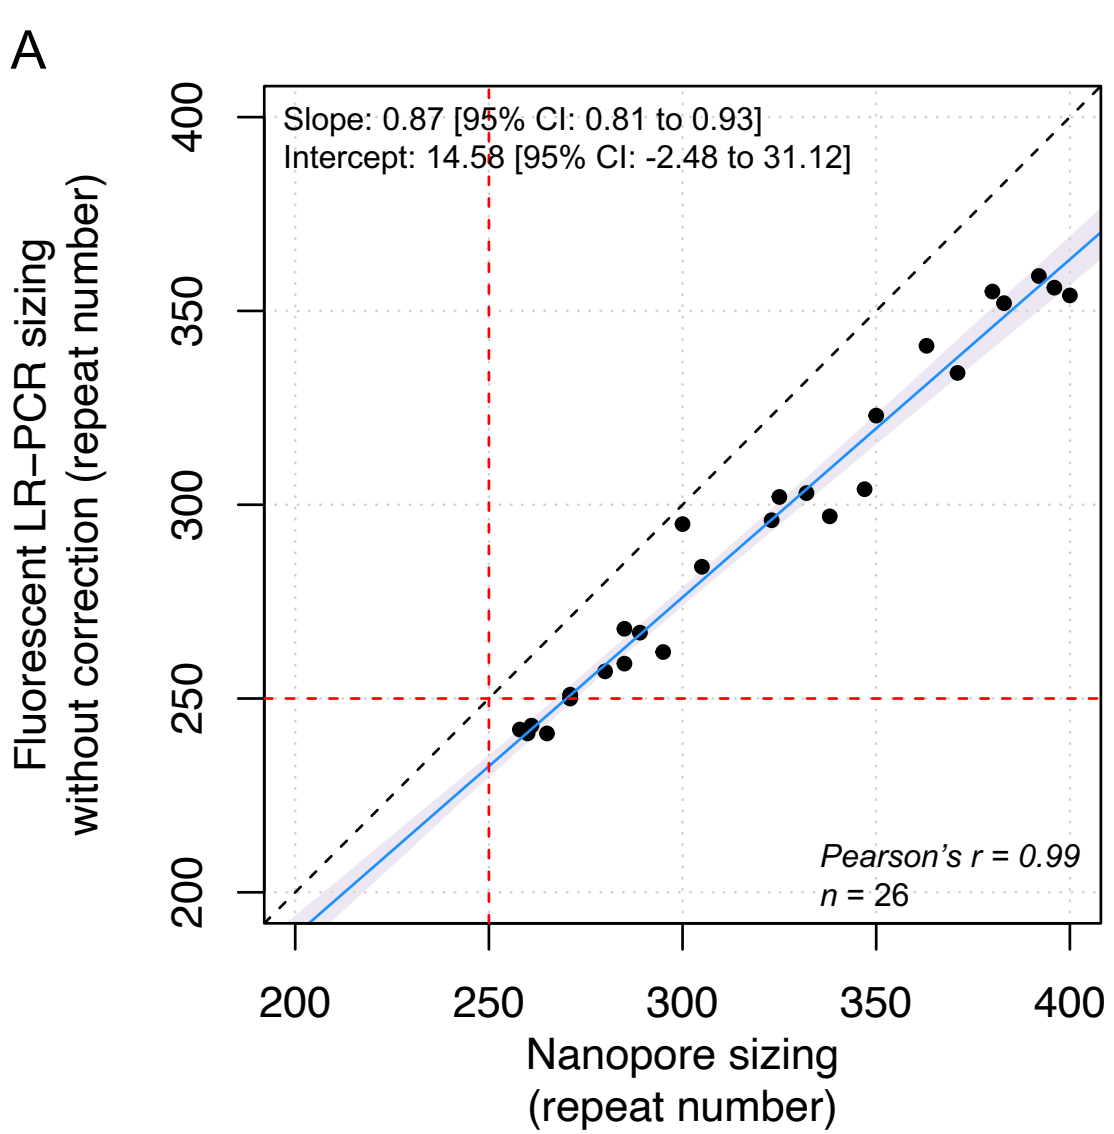 A
Slope: 0.87 [95% CI: 0.81 to 0.93]
Intercept: 14.58 [95% CI: -2.48 to 31.12]
Fluorescent LR−PCR sizing
without correction (repeat number)
400
350
300
250
200
Pearson’s r = 0.99
n = 26
200 250 300 350 400
Nanopore sizing
(repeat number)